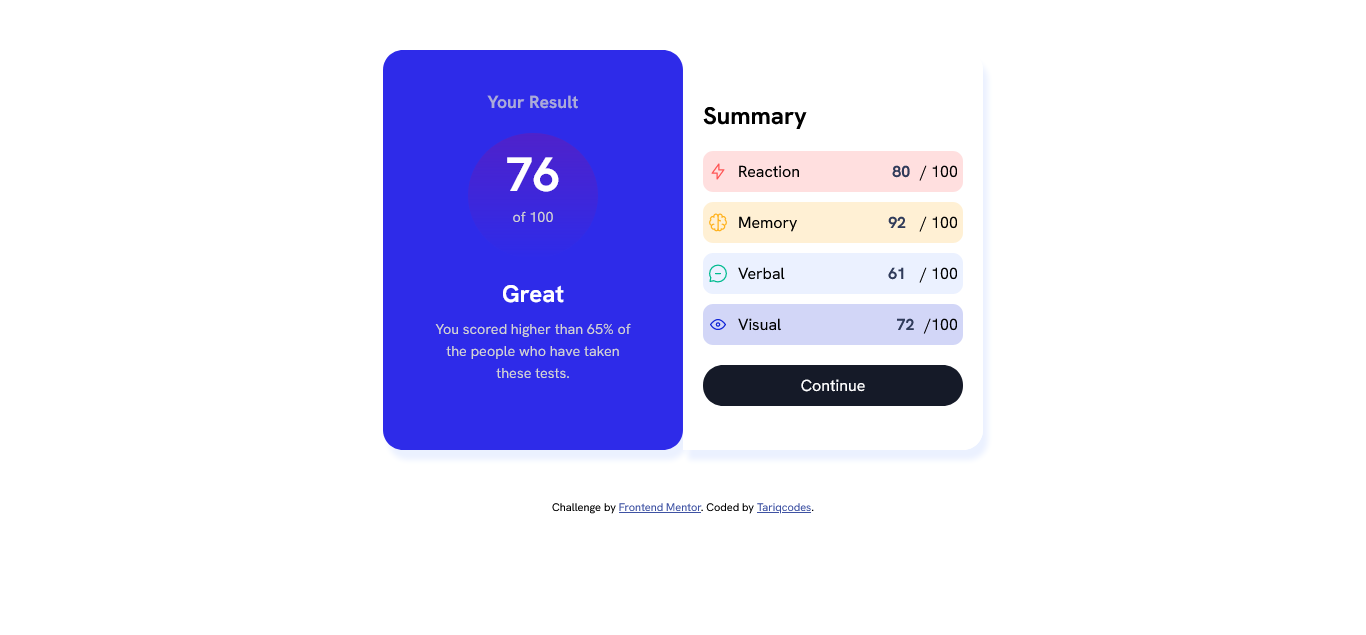 Your Result
76
of 100
Great
You scored higher than 65% of
the people who have taken
these tests.
Summary
Reaction 80 / 100
Memory 92 / 100
Verbal 61 / 100
Visual 72 /100
Continue
Challenge by Frontend Mentor. Coded by Tariqcodes.